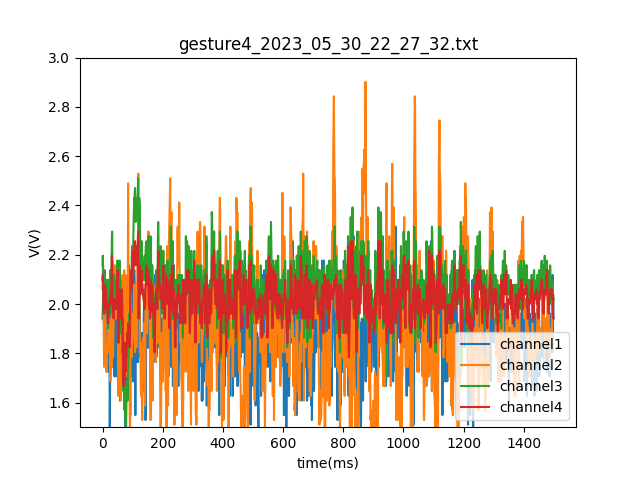 gesture4_2023_05_30_22_27_32.txt
3.0
2.8
2.6
2.4
2.2
2.0
1.8
1.6
V(V)
0 200 400 600 800 1000 1200 1400
time(ms)
channel1
channel2
channel3
channel4